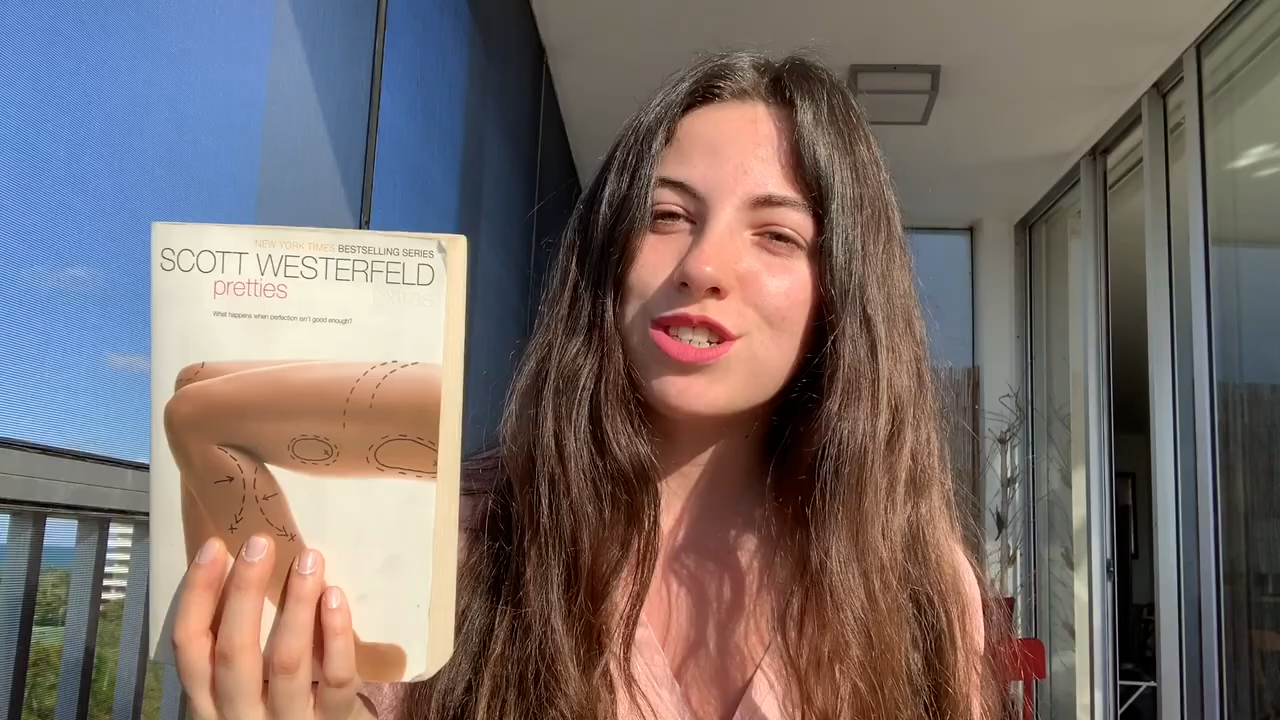 NEW YORK TIMES BESTSELLING SERIES
SCOTT WESTERFELD
pretties
What happens when perfection isn't good enough?